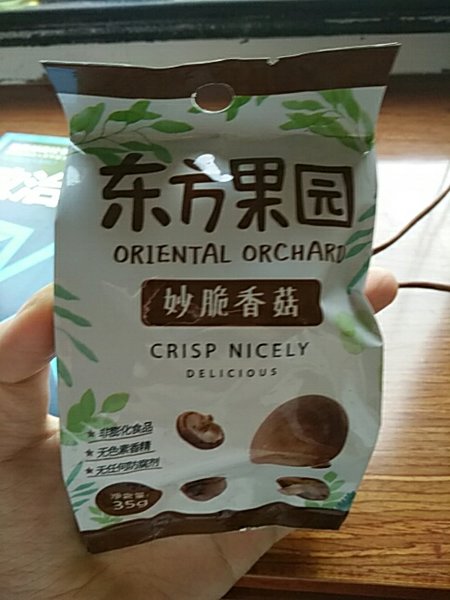 东方果园
ORIENTAL ORCHARD
妙脆香菇
CRISP NICELY
DELICIOUS
★ 非膨化食品
★ 无色素香精
★ 无任何防腐剂
净含量:
35g
治